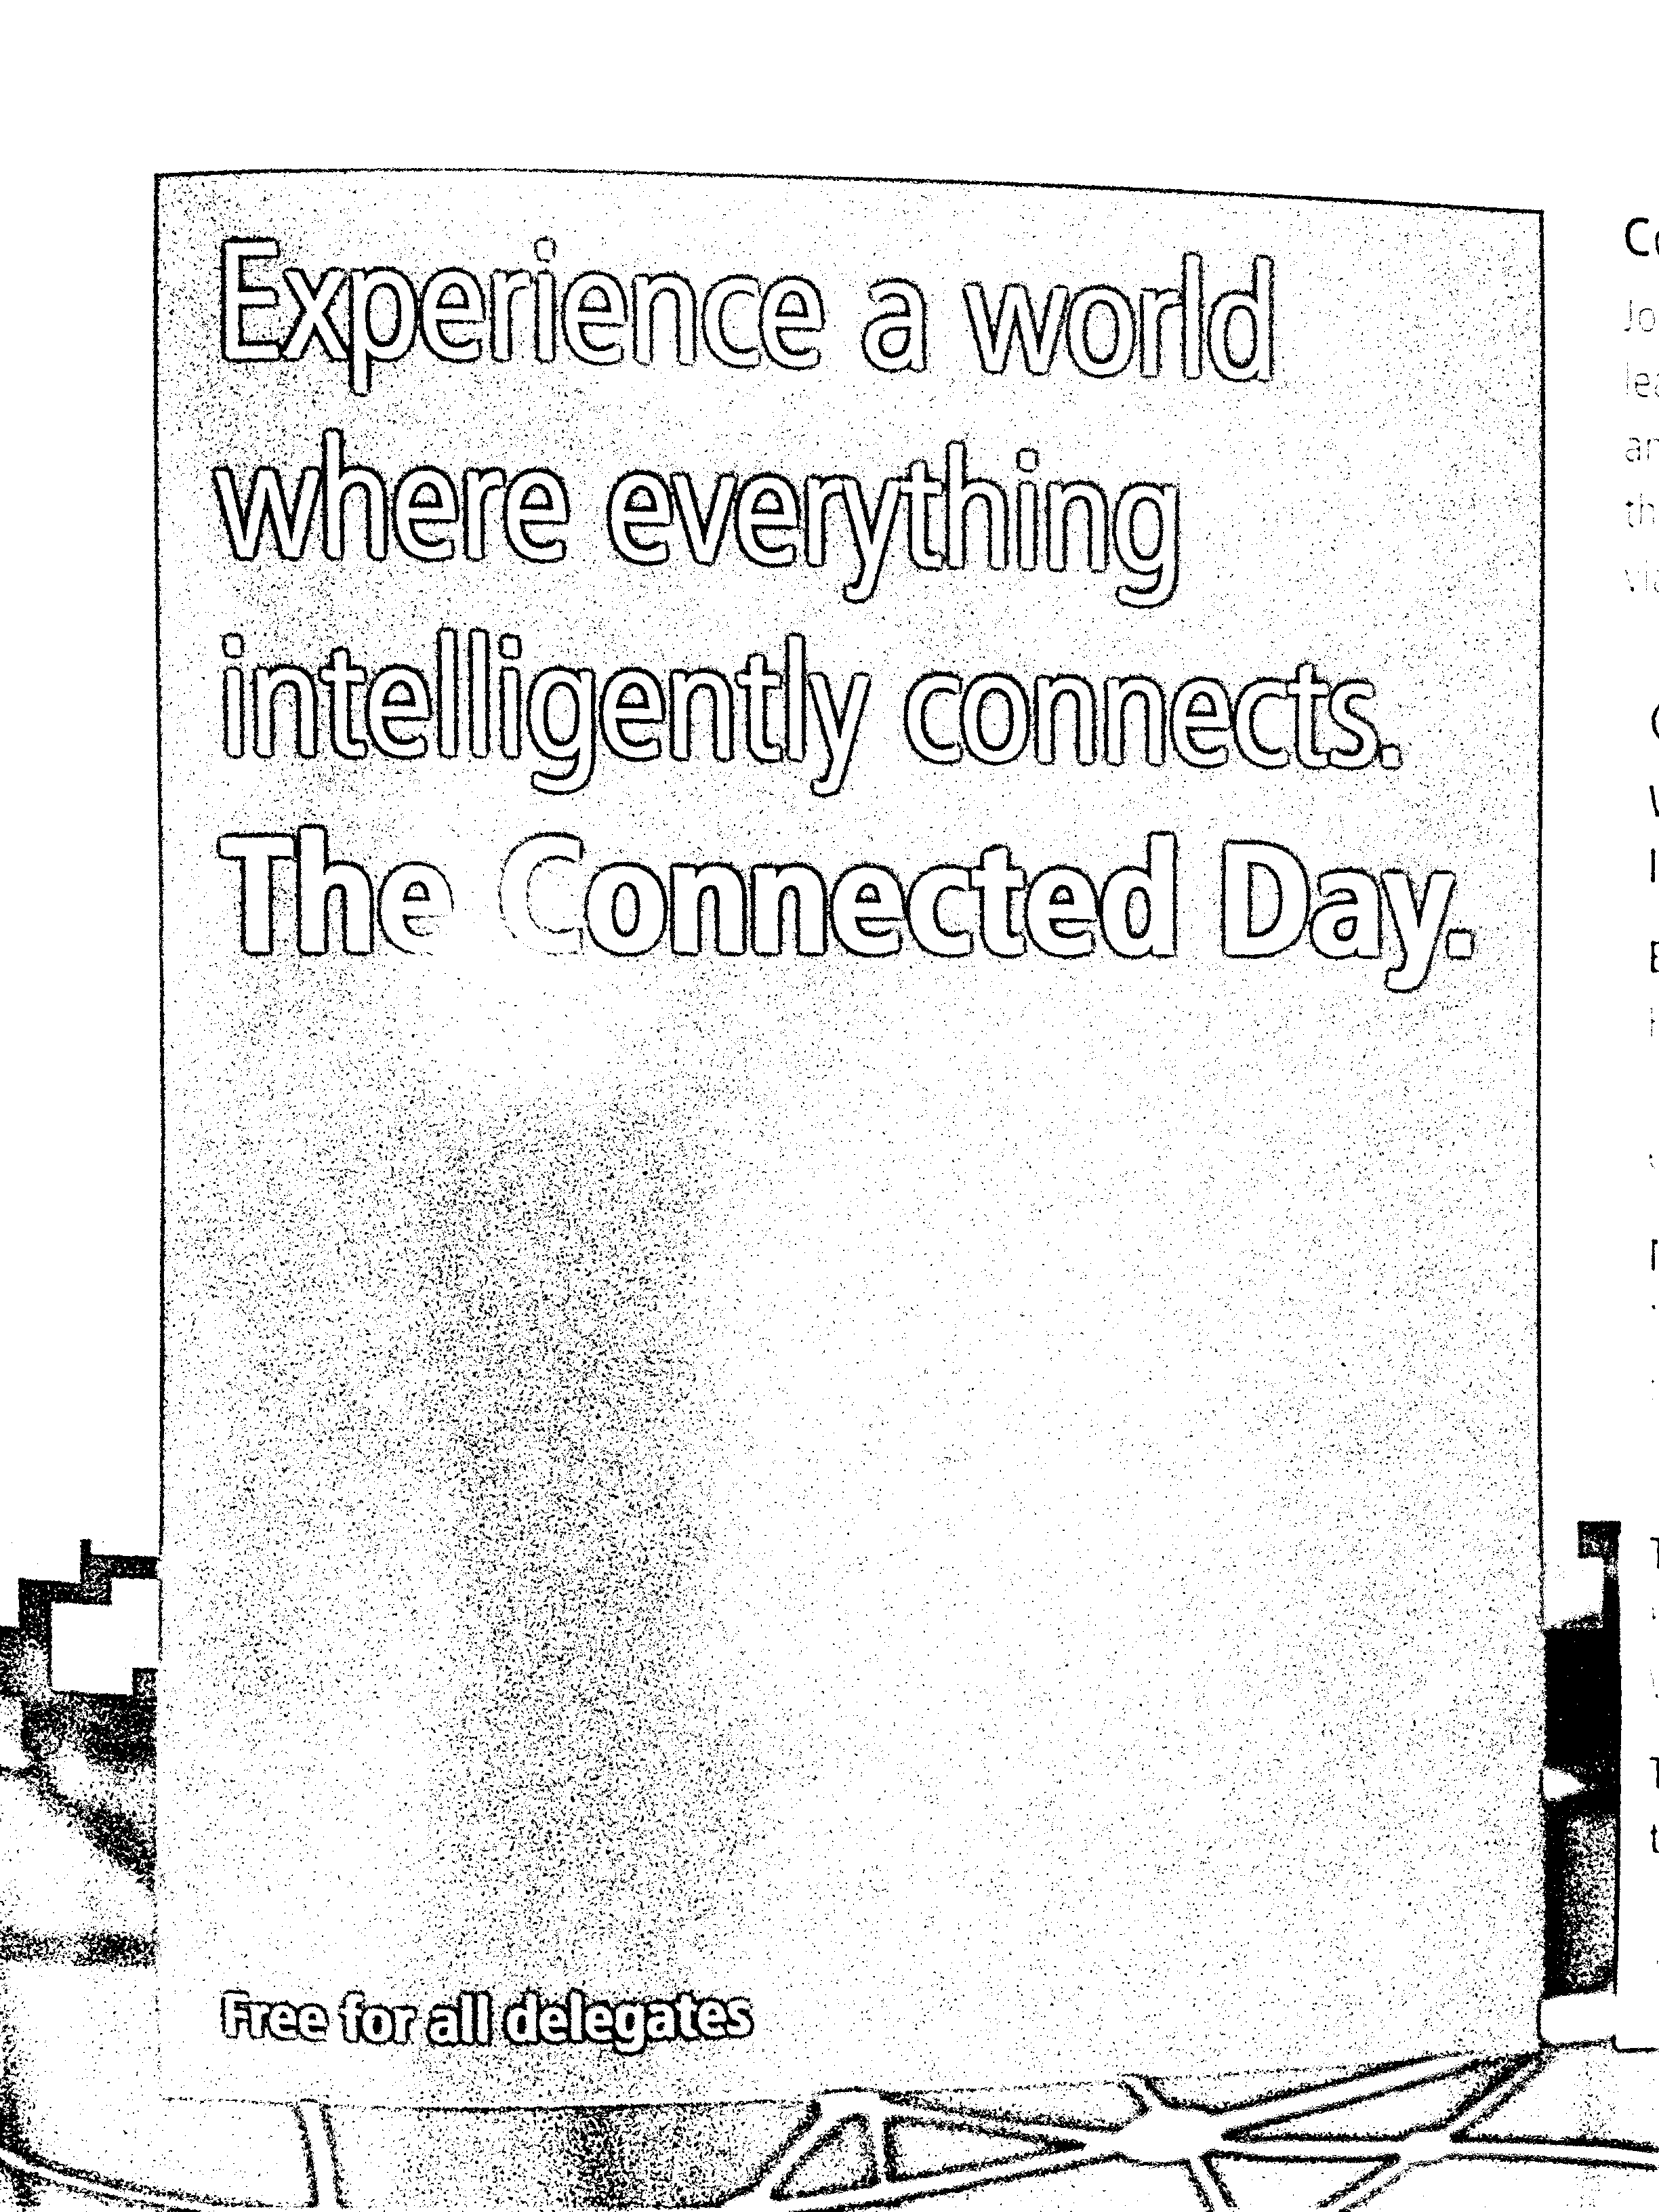 Experience a world
where everything
intelligently connects.
The Connected Day.
Free for all delegates